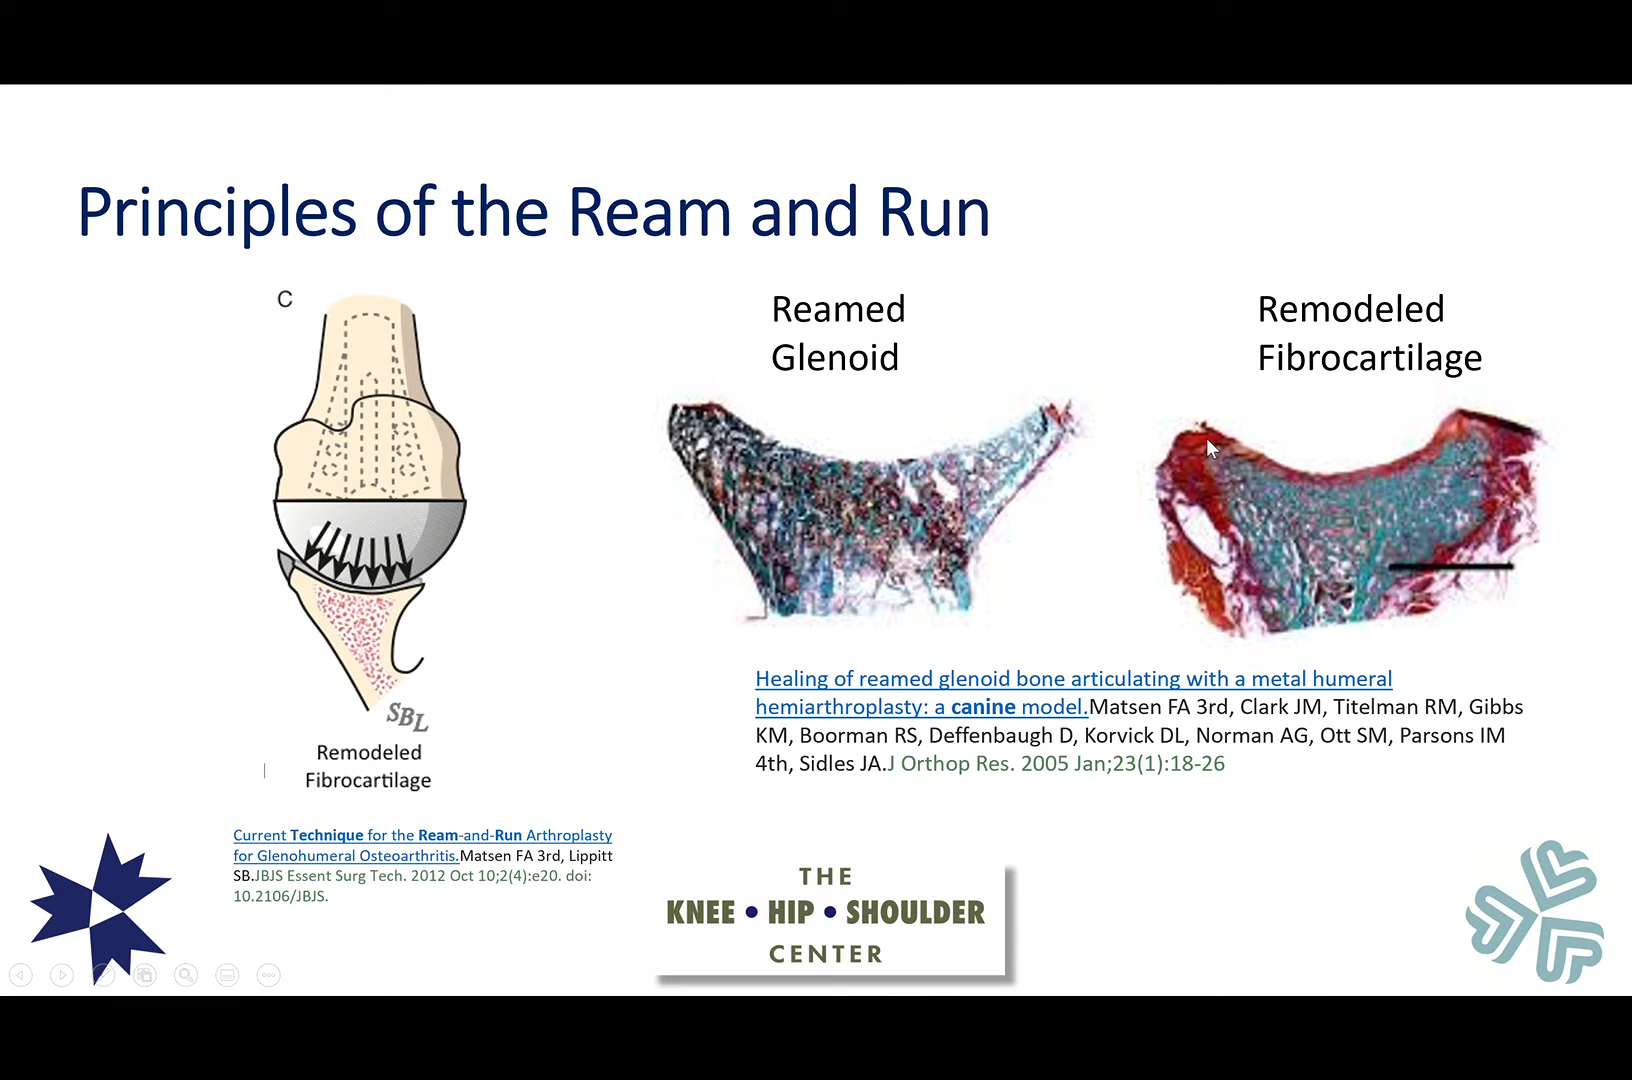 Principles of the Ream and Run
C
SBL
Remodeled
Fibrocartilage
Current Technique for the Ream-and-Run Arthroplasty
for Glenohumeral Osteoarthritis.Matsen FA 3rd, Lippitt
SB.JBJS Essent Surg Tech. 2012 Oct 10;2(4):e20. doi:
10.2106/JBJS.
Reamed
Glenoid
Remodeled
Fibrocartilage
Healing of reamed glenoid bone articulating with a metal humeral
hemiarthroplasty: a canine model.Matsen FA 3rd, Clark JM, Titelman RM, Gibbs
KM, Boorman RS, Deffenbaugh D, Korvick DL, Norman AG, Ott SM, Parsons IM
4th, Sidles JA.J Orthop Res. 2005 Jan;23(1):18-26
THE
KNEE • HIP • SHOULDER
CENTER